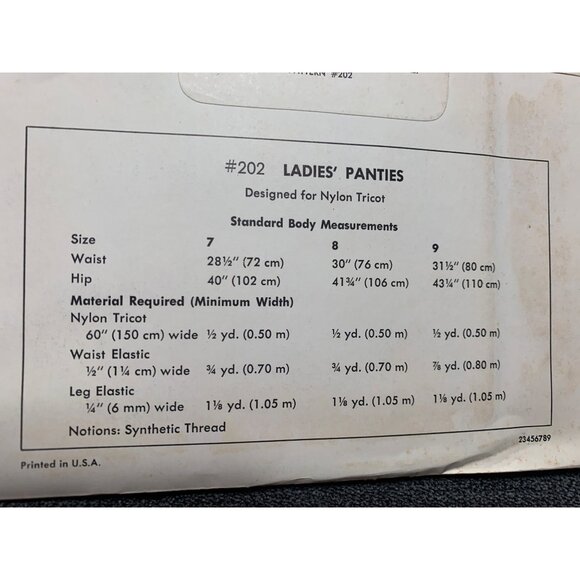 #202
#202 LADIES' PANTIES
Designed for Nylon Tricot
Standard Body Measurements
Size 7 8 9
Waist 28½" (72 cm) 30" (76 cm) 31½" (80 cm)
Hip 40" (102 cm) 41¾" (106 cm) 43¼" (110 cm)
Material Required (Minimum Width)
Nylon Tricot
60" (150 cm) wide ½ yd. (0.50 m) ½ yd. (0.50 m) ½ yd. (0.50 m)
Waist Elastic
½" (1¼ cm) wide ¾ yd. (0.70 m) ¾ yd. (0.70 m) ⅞ yd. (0.80 m)
Leg Elastic
¼" (6 mm) wide 1⅛ yd. (1.05 m) 1⅛ yd. (1.05 m) 1⅛ yd. (1.05 m)
Notions: Synthetic Thread
23456789
Printed in U.S.A.